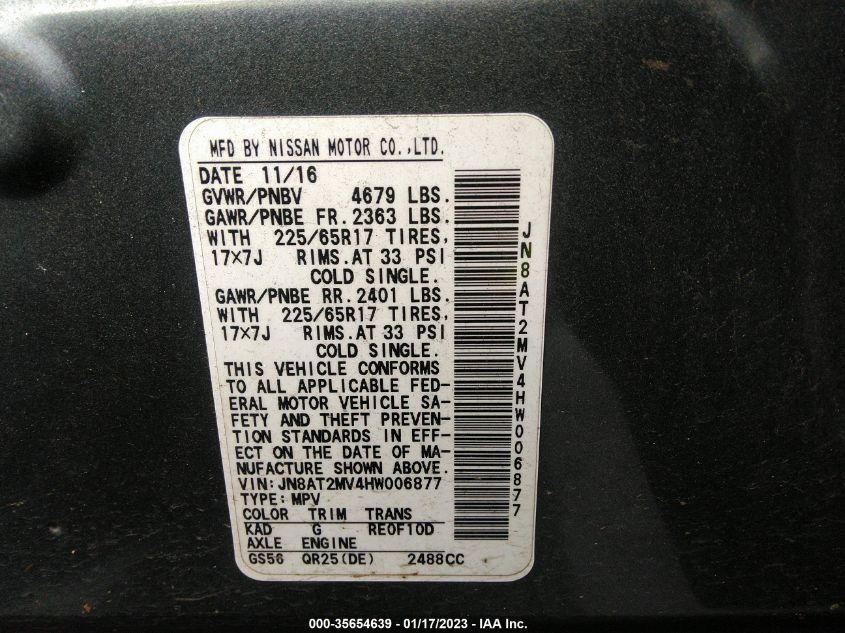 MFD BY NISSAN MOTOR CO.,LTD.
DATE 11/16
GVWR/PNBV 4679 LBS.
GAWR/PNBE FR.2363 LBS.
WITH 225/65R17 TIRES,
17×7J RIMS.AT 33 PSI
COLD SINGLE.
GAWR/PNBE RR.2401 LBS.
WITH 225/65R17 TIRES,
17×7J RIMS.AT 33 PSI
COLD SINGLE.
THIS VEHICLE CONFORMS
TO ALL APPLICABLE FED-
ERAL MOTOR VEHICLE SA-
FETY AND THEFT PREVEN-
TION STANDARDS IN EFF-
ECT ON THE DATE OF MA-
NUFACTURE SHOWN ABOVE.
VIN:JN8AT2MV4HW006877
TYPE:MPV
COLOR TRIM TRANS
KAD G RE0F10D
AXLE ENGINE
GS56 QR25(DE) 2488CC
JN8AT2MV4HW006877
000-35654639 - 01/17/2023 - IAA Inc.